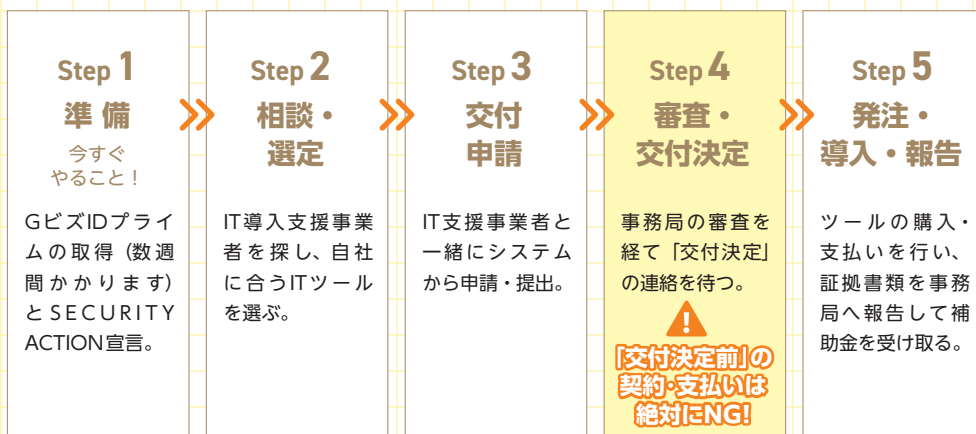 Step 1
準 備
今すぐ
やること！
GビズIDプライ
ムの取得（数週
間かかります）
とSECURITY
ACTION宣言。
Step 2
相談・
選定
IT導入支援事業
者を探し、自社
に合うITツール
を選ぶ。
Step 3
交付
申請
IT支援事業者と
一緒にシステム
から申請・提出。
Step 4
審査・
交付決定
事務局の審査を
経て「交付決定」
の連絡を待つ。
「交付決定前」の
契約・支払いは
絶対にNG!
Step 5
発注・
導入・報告
ツールの購入・
支払いを行い、
証拠書類を事務
局へ報告して補
助金を受け取る。